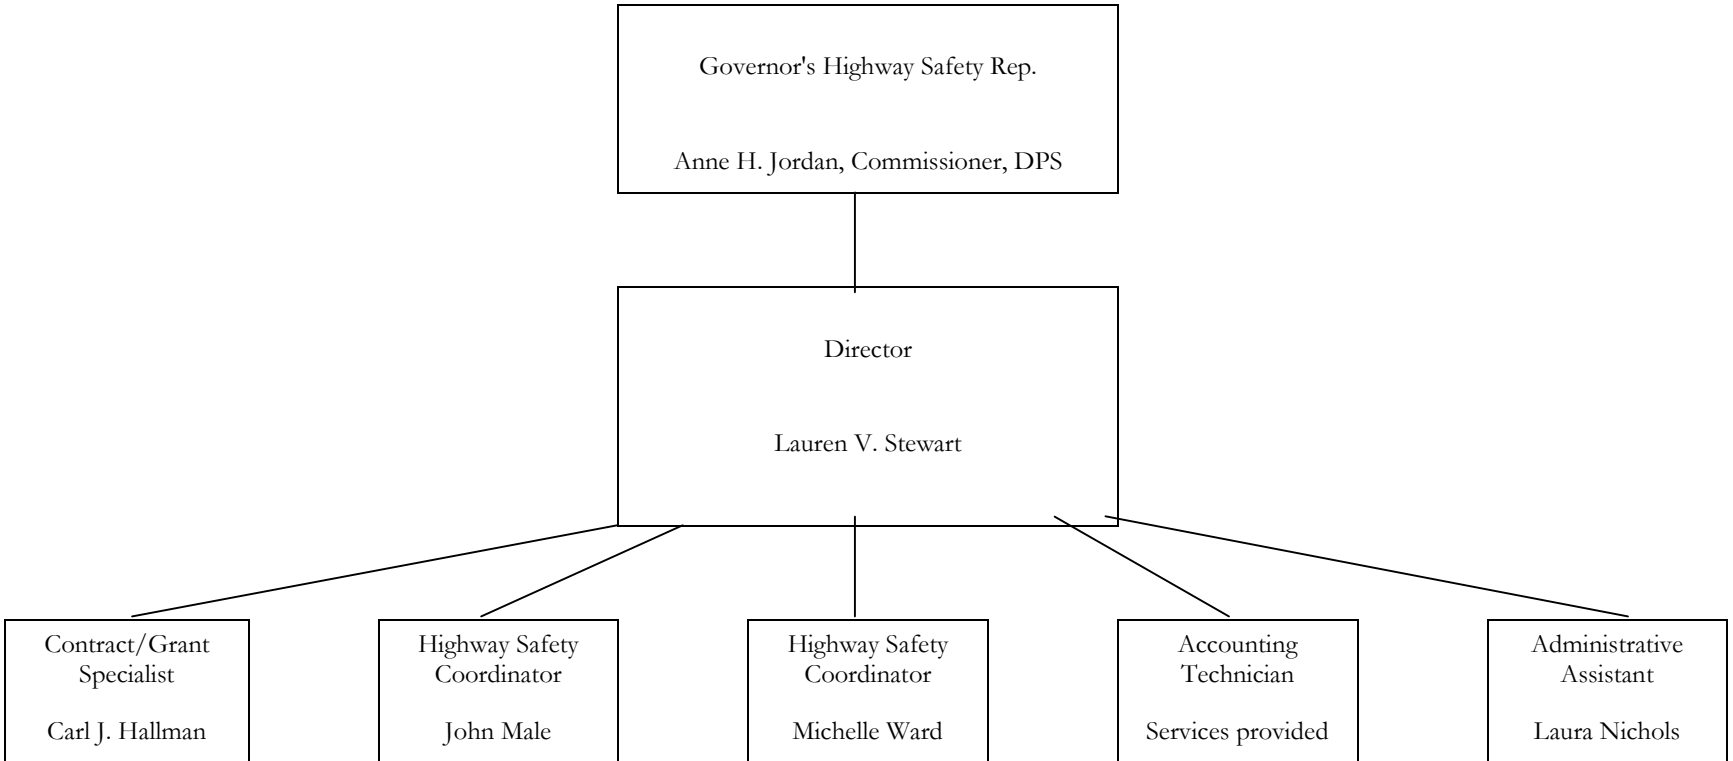 Governor's Highway Safety Rep.
Anne H. Jordan, Commissioner, DPS
Director
Lauren V. Stewart
Contract/Grant
Specialist
Carl J. Hallman
Highway Safety
Coordinator
John Male
Highway Safety
Coordinator
Michelle Ward
Accounting
Technician
Services provided
Administrative
Assistant
Laura Nichols